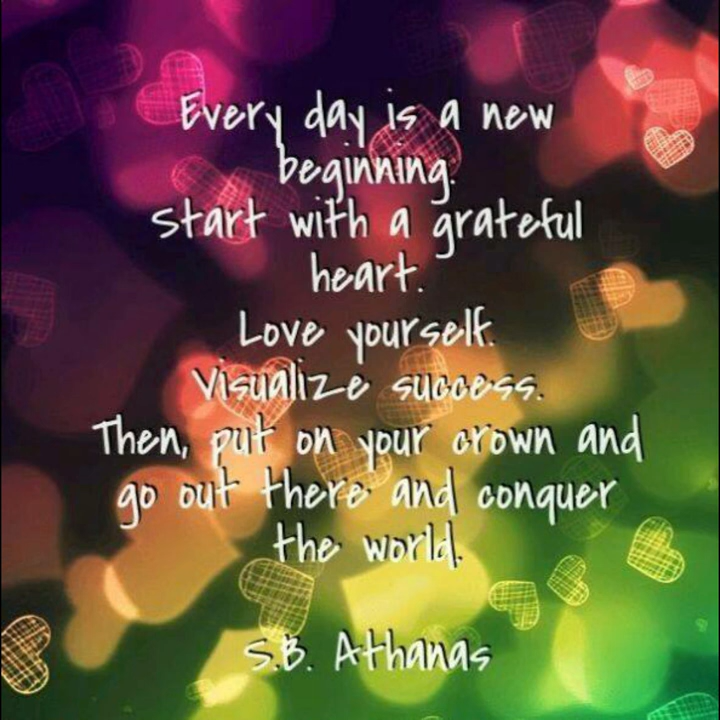 Every day is a new
beginning.
Start with a grateful
heart.
Love yourself.
Visualize success.
Then, put on your crown and
go out there and conquer
the world.
S.B. Athanas